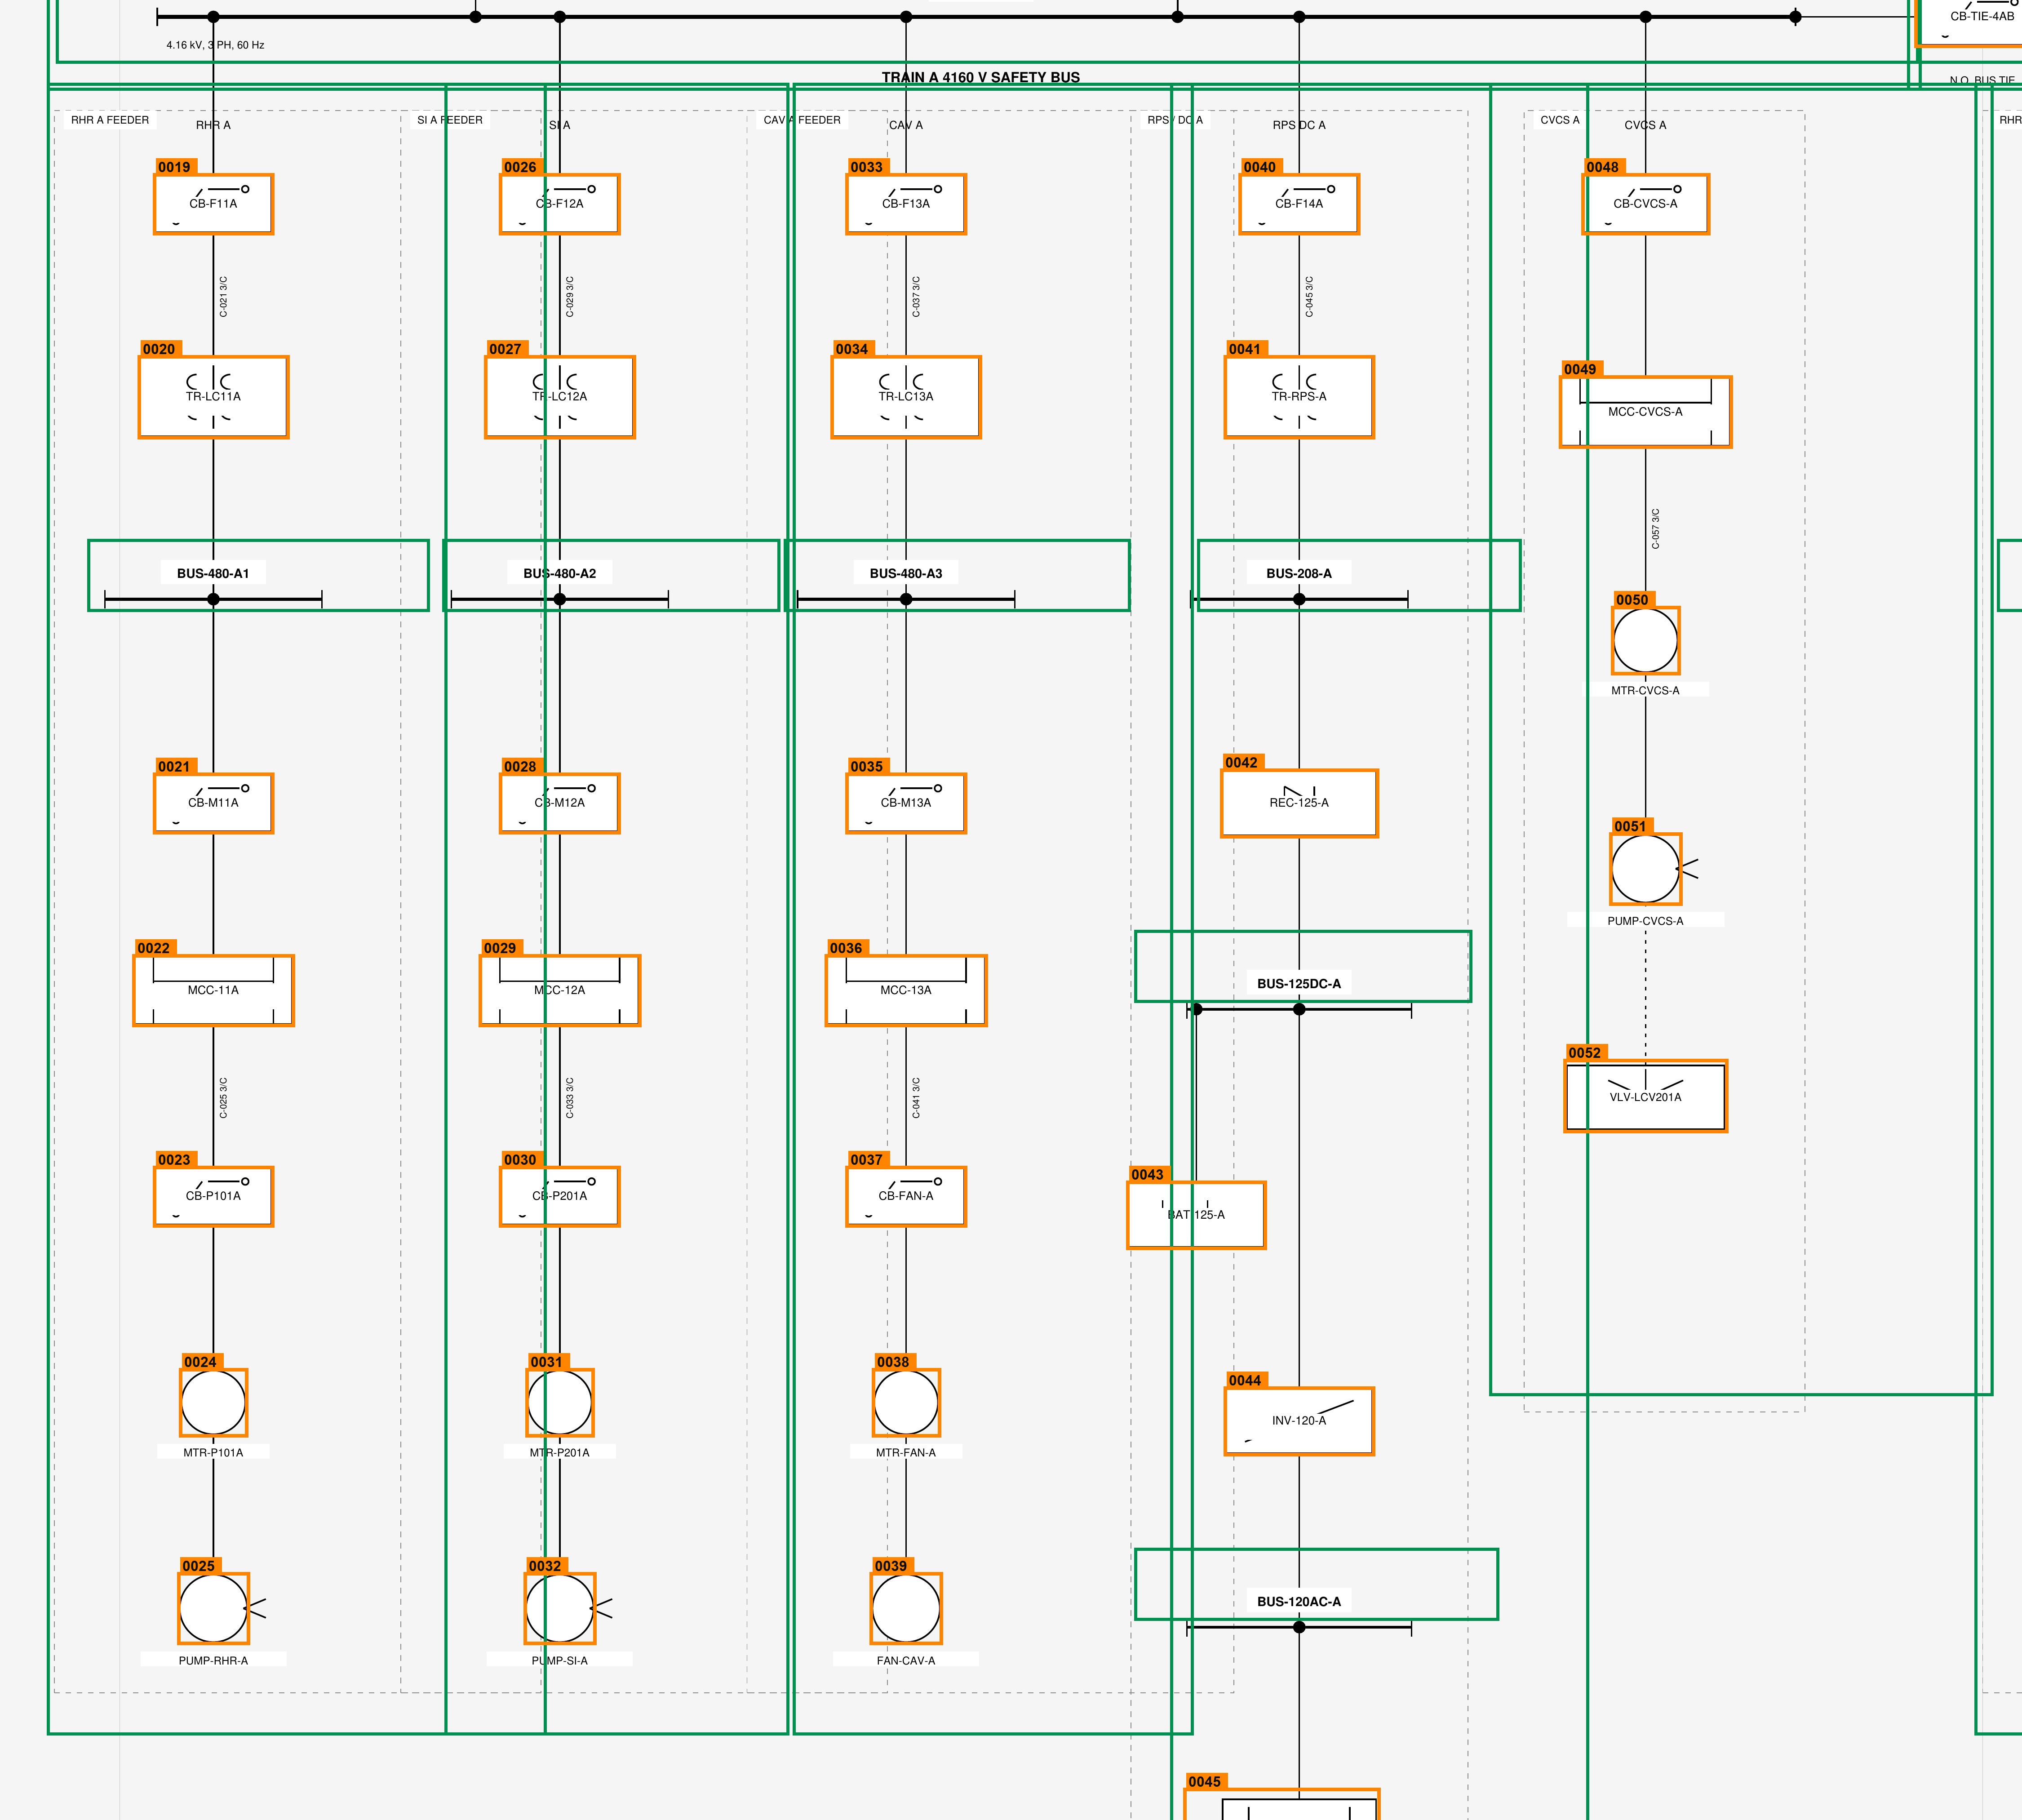 CB-TIE-4AB
4.16 kV, 3 PH, 60 Hz
TRAIN A 4160 V SAFETY BUS
N.O. BUS TIE
RHR A FEEDER
RHR A
SI A FEEDER
SI A
CAV A FEEDER
CAV A
RPS / DC A
RPS DC A
CVCS A
CVCS A
RHR
0019
CB-F11A
0026
CB-F12A
0033
CB-F13A
0040
CB-F14A
0048
CB-CVCS-A
C-021 3/C
C-029 3/C
C-037 3/C
C-045 3/C
0020
TR-LC11A
0027
TR-LC12A
0034
TR-LC13A
0041
TR-RPS-A
0049
MCC-CVCS-A
C-057 3/C
BUS-480-A1
BUS-480-A2
BUS-480-A3
BUS-208-A
0050
MTR-CVCS-A
0021
CB-M11A
0028
CB-M12A
0035
CB-M13A
0042
REC-125-A
0051
PUMP-CVCS-A
0022
MCC-11A
0029
MCC-12A
0036
MCC-13A
BUS-125DC-A
0052
VLV-LCV201A
C-025 3/C
C-033 3/C
C-041 3/C
0023
CB-P101A
0030
CB-P201A
0037
CB-FAN-A
0043
BAT-125-A
0024
MTR-P101A
0031
MTR-P201A
0038
MTR-FAN-A
0044
INV-120-A
0025
PUMP-RHR-A
0032
PUMP-SI-A
0039
FAN-CAV-A
BUS-120AC-A
0045